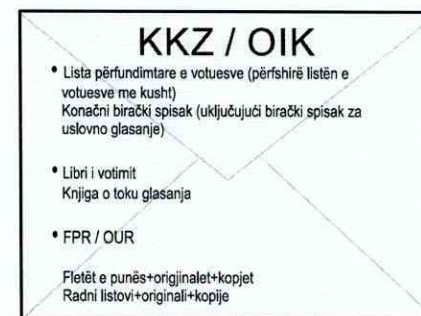 KKZ / OIK
• Lista përfundimtare e votuesve (përfshirë listën e
votuesve me kusht)
Konačni birački spisak (uključujući birački spisak za
uslovno glasanje)
• Libri i votimit
Knjiga o toku glasanja
• FPR / OUR
Fletët e punës+origjinalet+kopjet
Radni listovi+originali+kopije